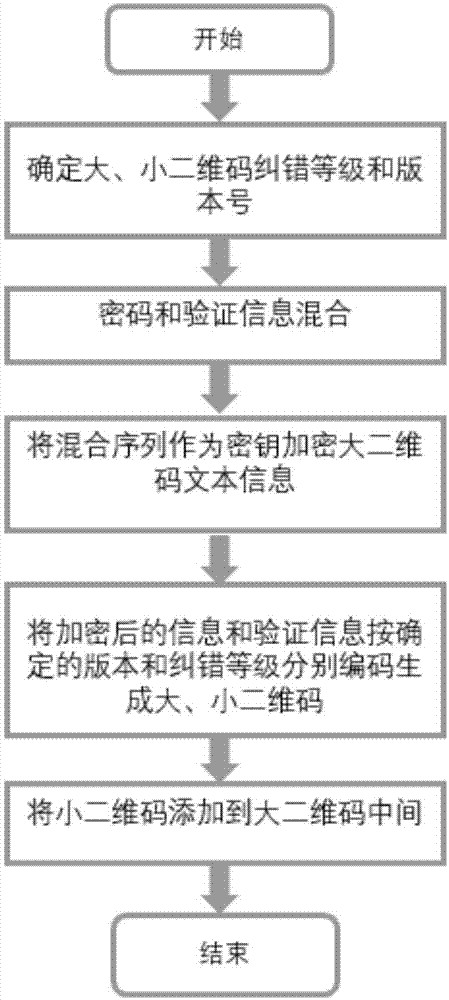 开始
确定大、小二维码纠错等级和版
本号
密码和验证信息混合
将混合序列作为密钥加密大二维
码文本信息
将加密后的信息和验证信息按确
定的版本和纠错等级分别编码生
成大、小二维码
将小二维码添加到大二维码中间
结束